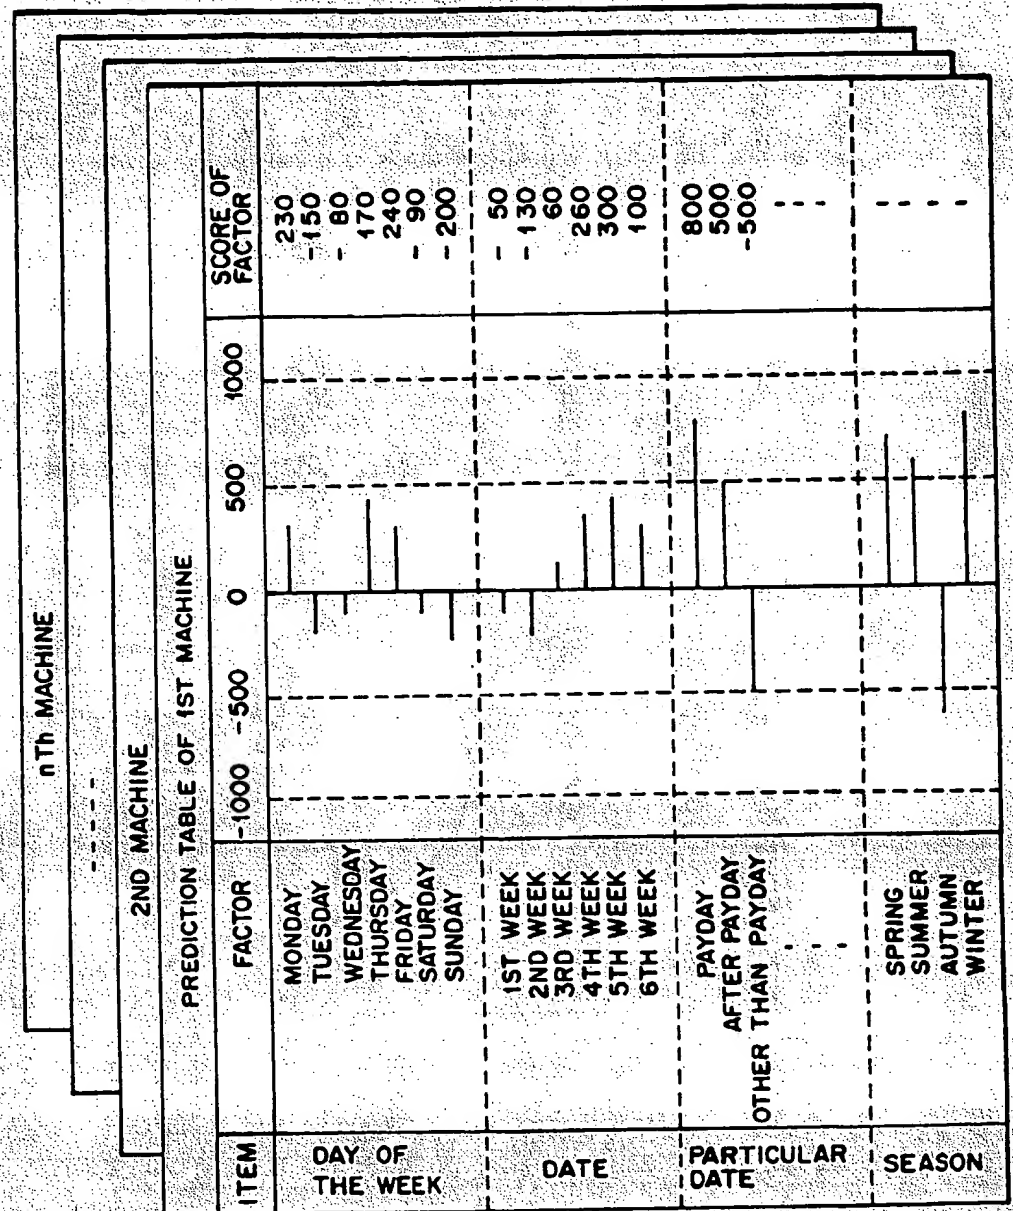 nTh MACHINE
-----
2ND MACHINE
PREDICTION TABLE OF 1ST MACHINE
ITEM FACTOR -1000 -500 0 500 1000 SCORE OF
FACTOR
DAY OF
THE WEEK
MONDAY 230
TUESDAY -150
WEDNESDAY - 80
THURSDAY 170
FRIDAY 240
SATURDAY - 90
SUNDAY - 200
DATE
1ST WEEK - 50
2ND WEEK - 130
3RD WEEK 60
4TH WEEK 260
5TH WEEK 300
6TH WEEK 100
PARTICULAR
DATE
PAYDAY 800
AFTER PAYDAY 500
OTHER THAN PAYDAY -500
SEASON
SPRING
SUMMER
AUTUMN
WINTER